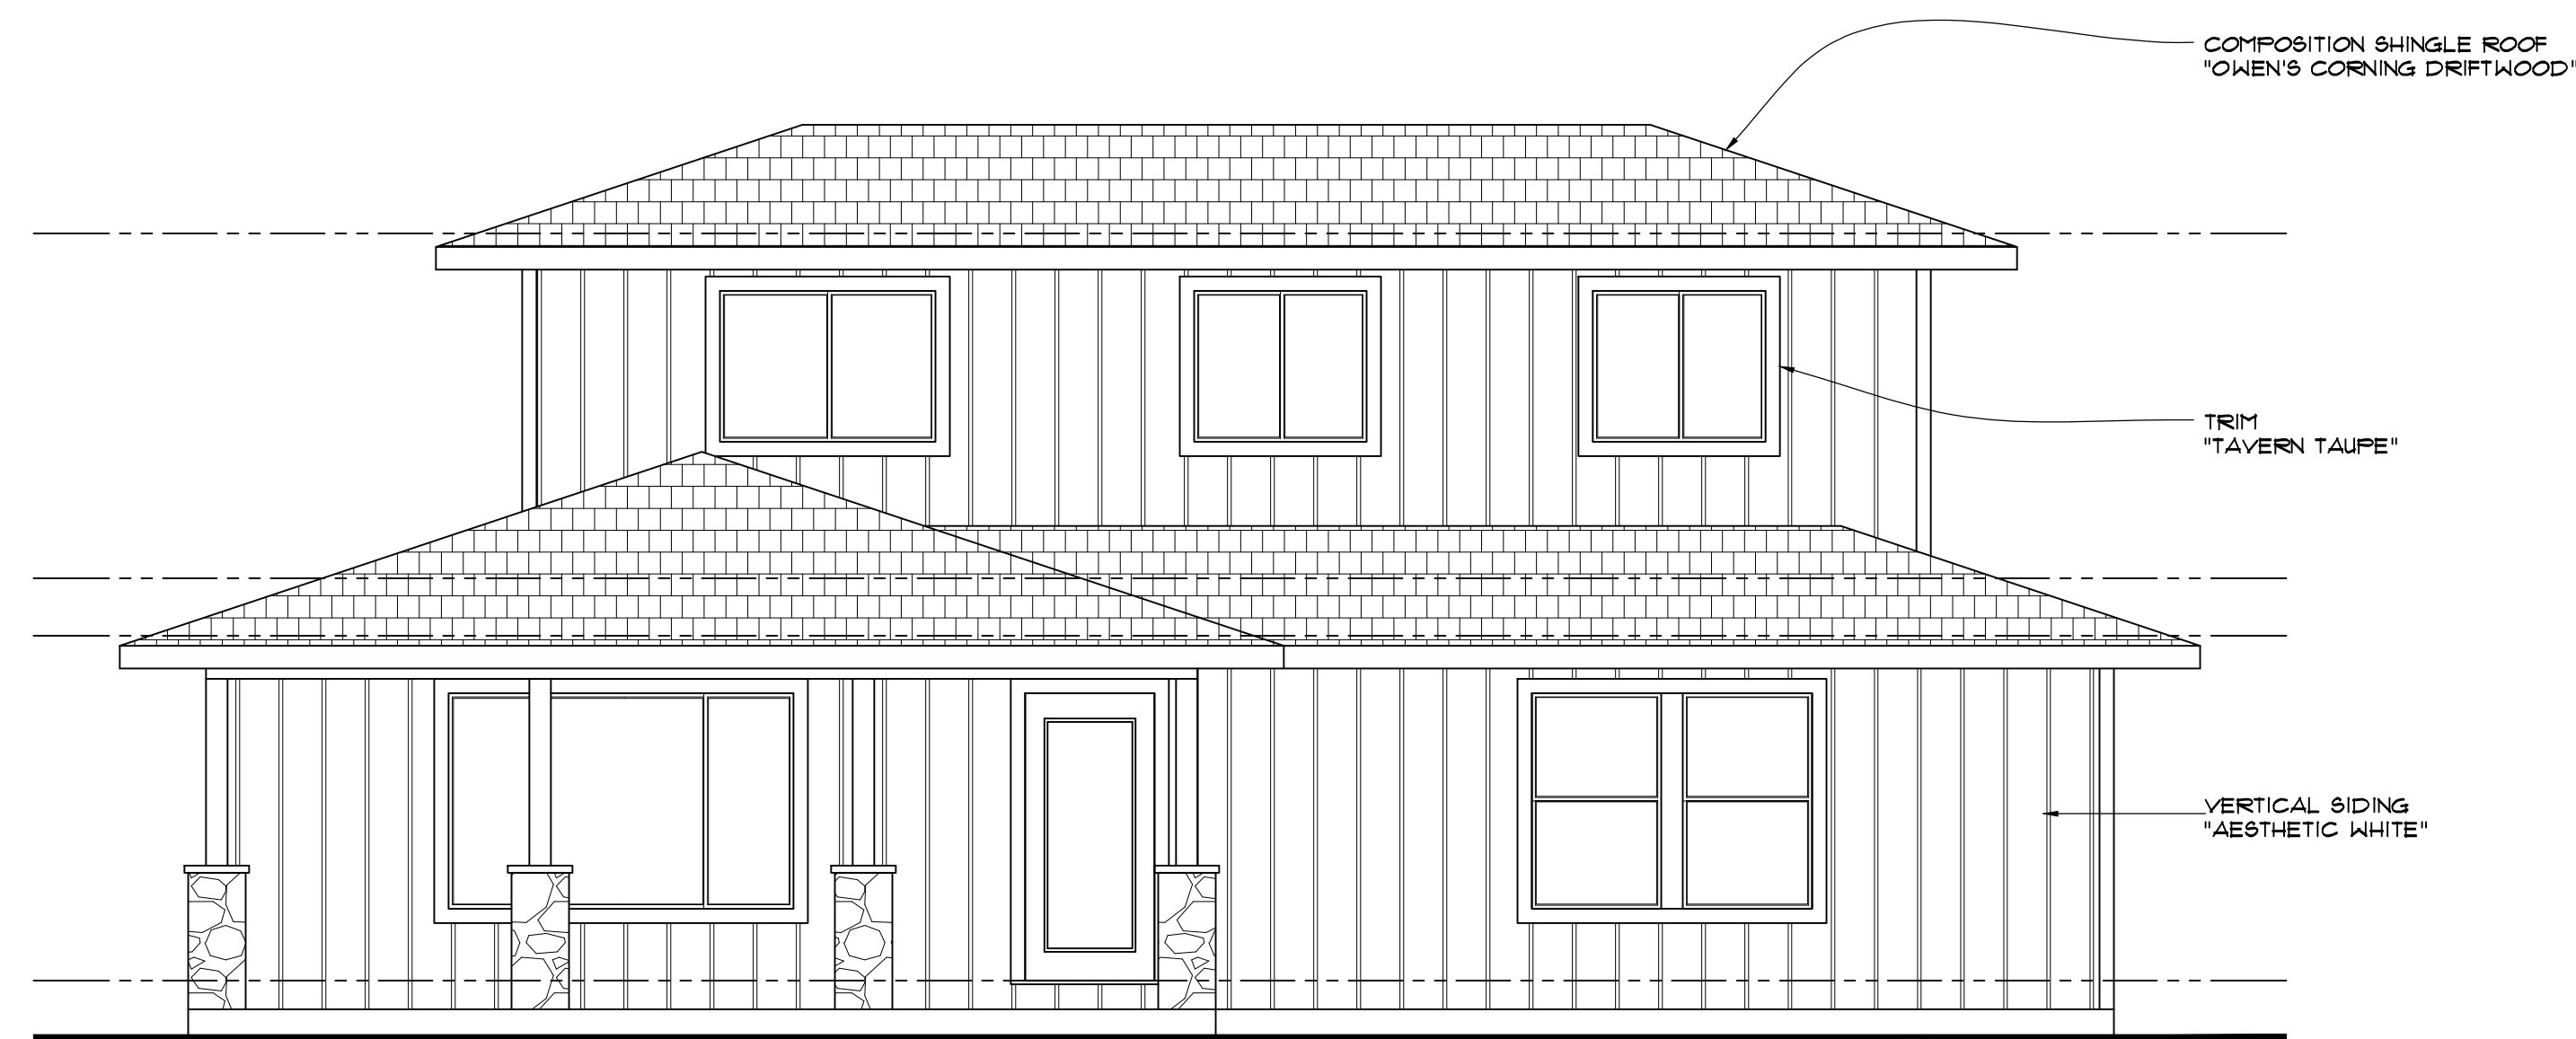 COMPOSITION SHINGLE ROOF
"OWEN'S CORNING DRIFTWOOD"
TRIM
"TAVERN TAUPE"
VERTICAL SIDING
"AESTHETIC WHITE"